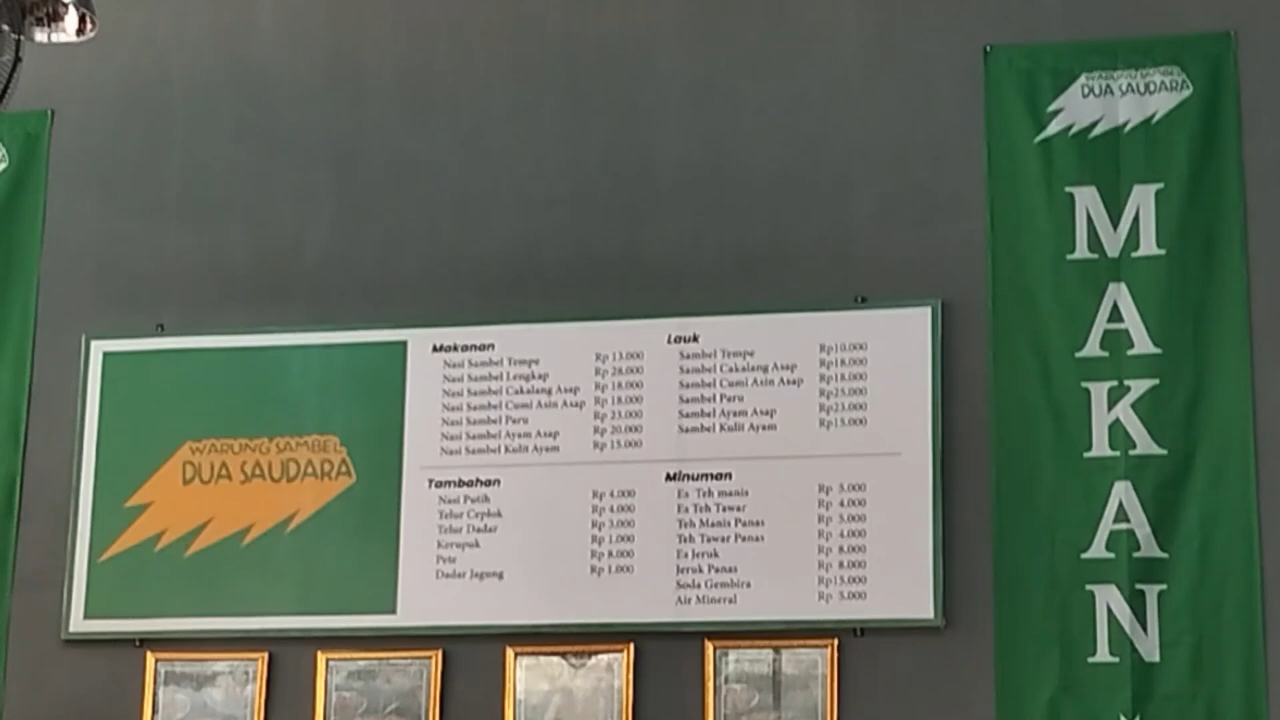 WARUNG SAMBEL
DUA SAUDARA
Makanan
Nasi Sambel Tempe Rp 13.000
Nasi Sambel Lengkap Rp 28.000
Nasi Sambel Cakalang Asap Rp 18.000
Nasi Sambel Cumi Asin Asap Rp 18.000
Nasi Sambel Paru Rp 23.000
Nasi Sambel Ayam Asap Rp 20.000
Nasi Sambel Kulit Ayam Rp 15.000
Lauk
Sambel Tempe Rp10.000
Sambel Cakalang Asap Rp18.000
Sambel Cumi Asin Asap Rp18.000
Sambel Paru Rp25.000
Sambel Ayam Asap Rp23.000
Sambel Kulit Ayam Rp15.000
Tambahan
Nasi Putih Rp 4.000
Telur Ceplok Rp 4.000
Telur Dadar Rp 3.000
Kerupuk Rp 1.000
Pete Rp 8.000
Dadar Jagung Rp 1.000
Minuman
Es Teh manis Rp 5.000
Es Teh Tawar Rp 4.000
Teh Manis Panas Rp 5.000
Teh Tawar Panas Rp 4.000
Es Jeruk Rp 8.000
Jeruk Panas Rp 8.000
Soda Gembira Rp15.000
Air Mineral Rp 5.000
WARUNG SAMBEL
DUA SAUDARA
MAKAN